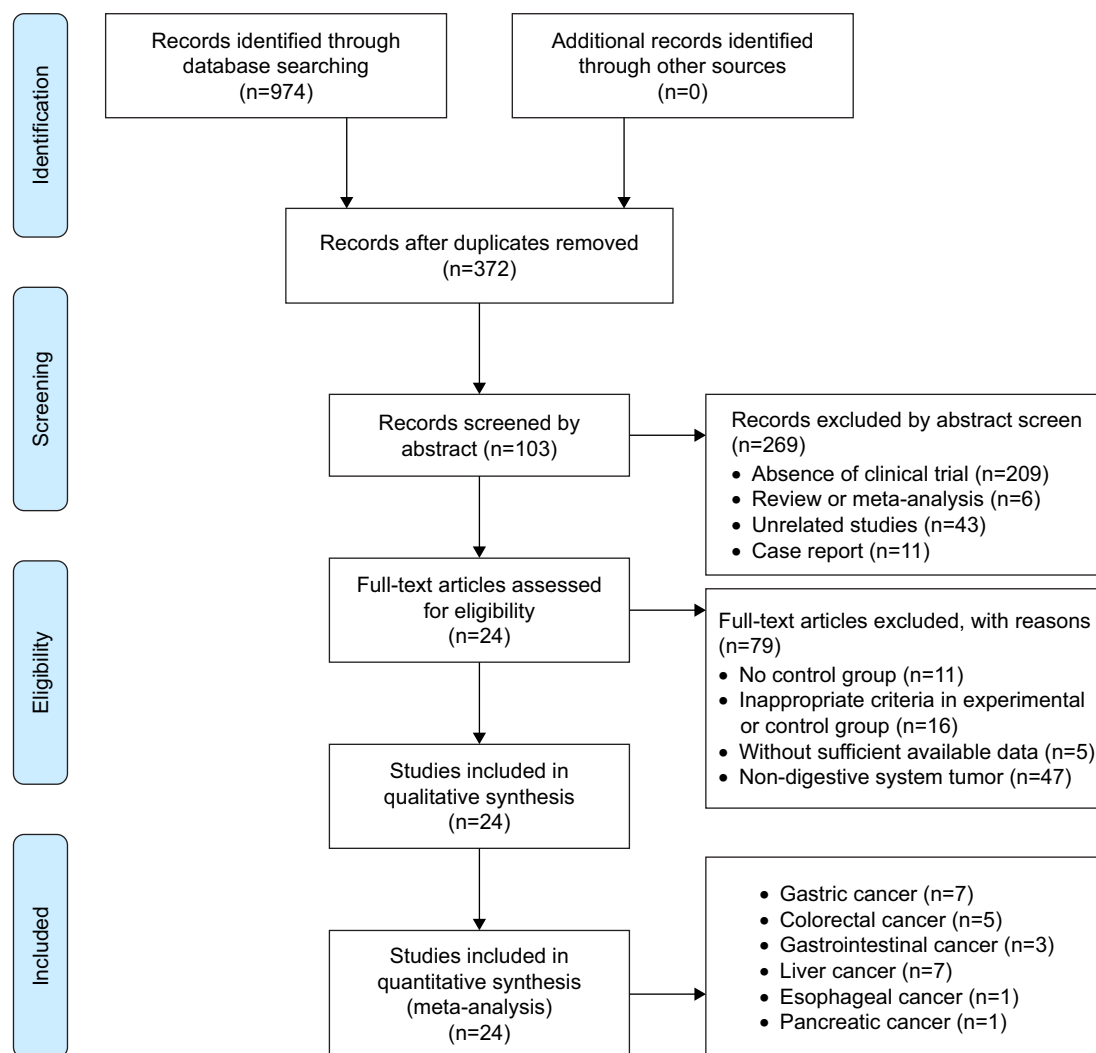 Identification
Records identified through
database searching
(n=974)
Additional records identified
through other sources
(n=0)
Records after duplicates removed
(n=372)
Screening
Records screened by
abstract (n=103)
Records excluded by abstract screen
(n=269)
• Absence of clinical trial (n=209)
• Review or meta-analysis (n=6)
• Unrelated studies (n=43)
• Case report (n=11)
Eligibility
Full-text articles assessed
for eligibility
(n=24)
Full-text articles excluded, with reasons
(n=79)
• No control group (n=11)
• Inappropriate criteria in experimental
or control group (n=16)
• Without sufficient available data (n=5)
• Non-digestive system tumor (n=47)
Studies included in
qualitative synthesis
(n=24)
Included
Studies included in
quantitative synthesis
(meta-analysis)
(n=24)
• Gastric cancer (n=7)
• Colorectal cancer (n=5)
• Gastrointestinal cancer (n=3)
• Liver cancer (n=7)
• Esophageal cancer (n=1)
• Pancreatic cancer (n=1)